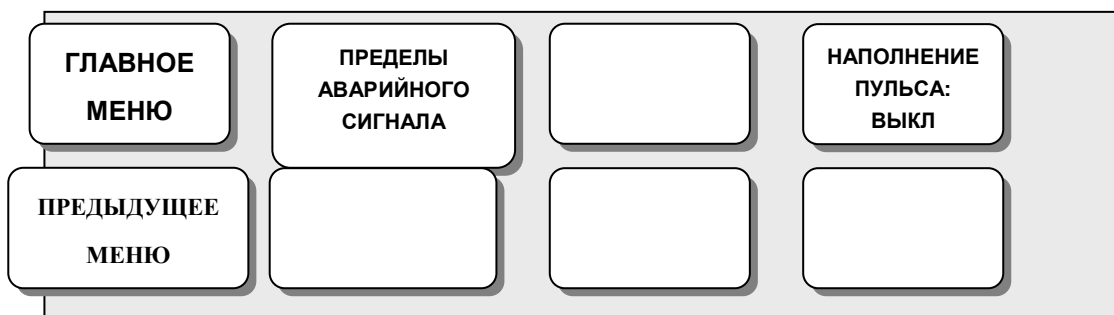 ГЛАВНОЕ
МЕНЮ
ПРЕДЕЛЫ
АВАРИЙНОГО
СИГНАЛА
НАПОЛНЕНИЕ
ПУЛЬСА:
ВЫКЛ
ПРЕДЫДУЩЕЕ
МЕНЮ